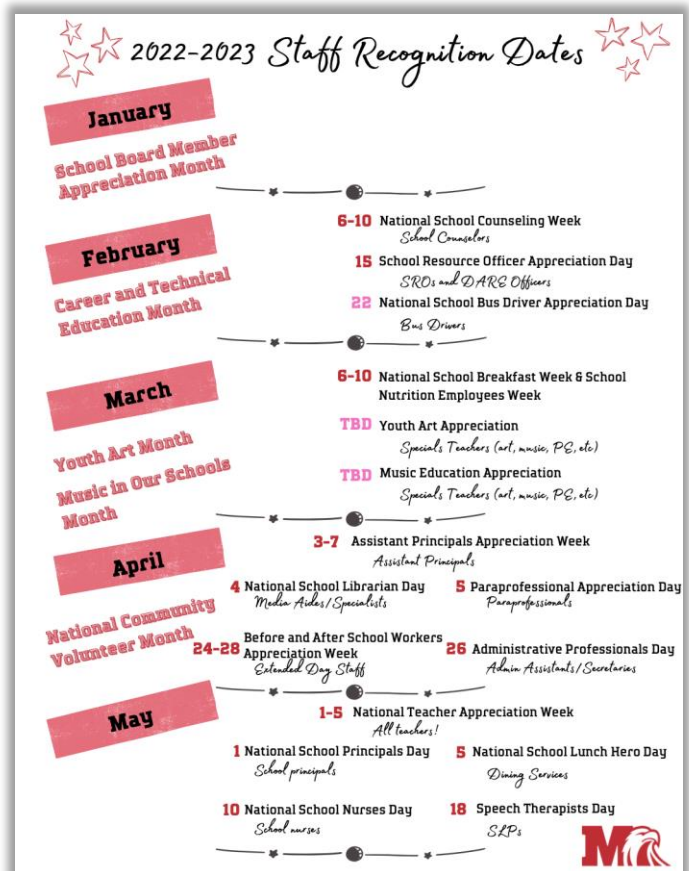 2022-2023 Staff Recognition Dates
January
School Board Member
Appreciation Month
February
Career and Technical
Education Month
6-10 National School Counseling Week
School Counselors
15 School Resource Officer Appreciation Day
SROs and DARE Officers
22 National School Bus Driver Appreciation Day
Bus Drivers
March
Youth Art Month
Music in Our Schools
Month
6-10 National School Breakfast Week & School
Nutrition Employees Week
TBD Youth Art Appreciation
Specials Teachers (art, music, PE, etc)
TBD Music Education Appreciation
Specials Teachers (art, music, PE, etc)
April
National Community
Volunteer Month
3-7 Assistant Principals Appreciation Week
Assistant Principals
4 National School Librarian Day
Media Aides/Specialists
5 Paraprofessional Appreciation Day
Paraprofessionals
24-28 Before and After School Workers
Appreciation Week
Extended Day Staff
26 Administrative Professionals Day
Admin Assistants/Secretaries
May
1-5 National Teacher Appreciation Week
All teachers!
1 National School Principals Day
School principals
5 National School Lunch Hero Day
Dining Services
10 National School Nurses Day
School nurses
18 Speech Therapists Day
SLPs
M